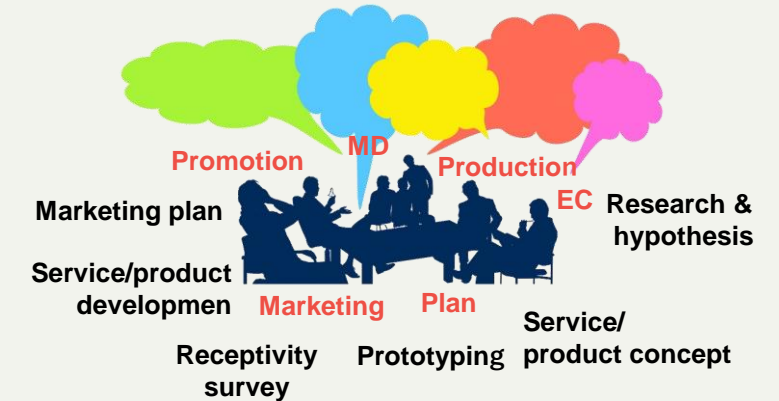 MD
Promotion
Production
EC
Marketing plan
Research &
hypothesis
Service/product
developmen
Marketing
Plan
Service/
product concept
Receptivity
survey
Prototyping